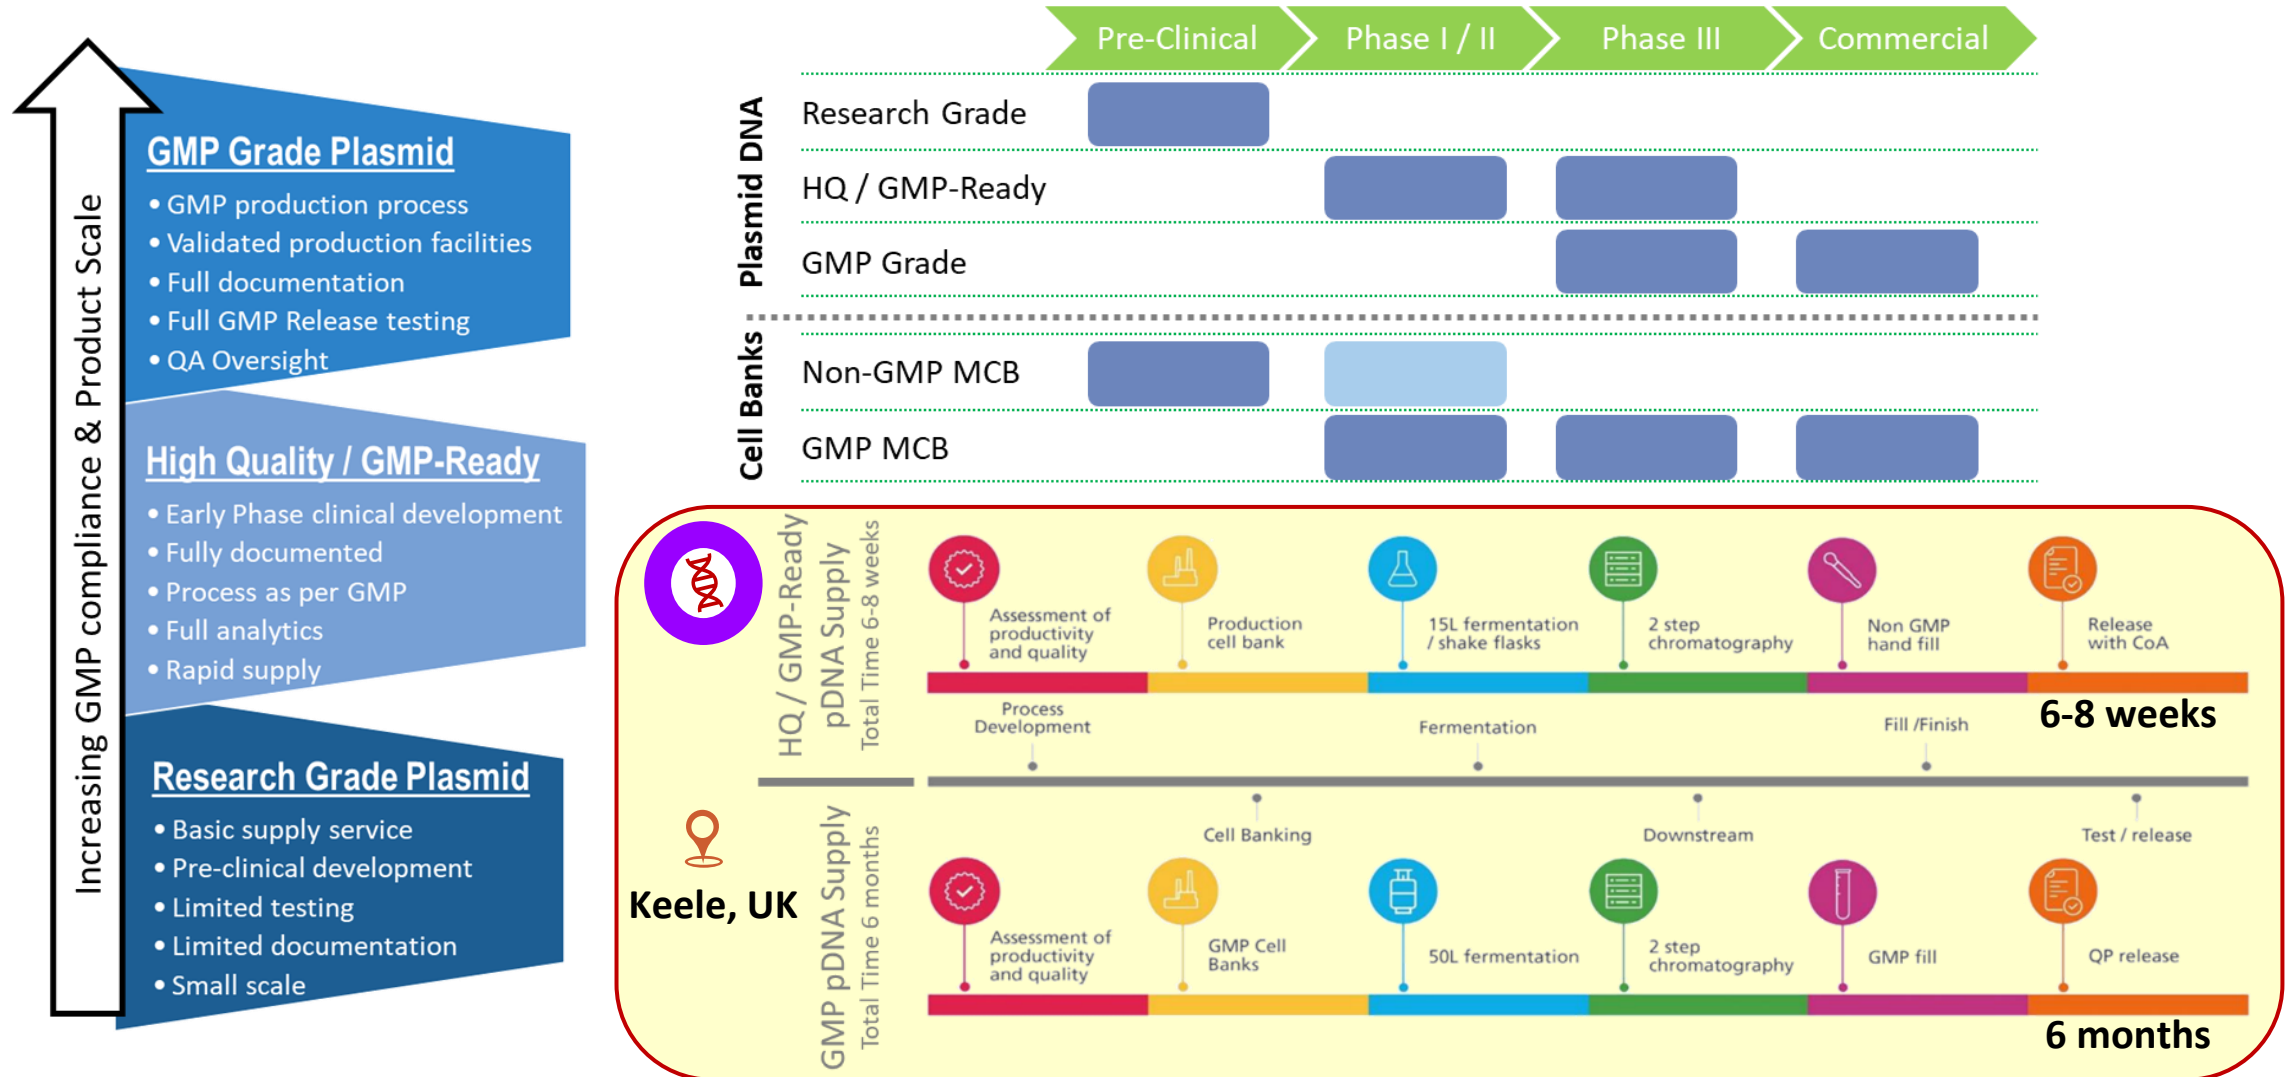 Increasing GMP compliance & Product Scale
GMP Grade Plasmid
• GMP production process
• Validated production facilities
• Full documentation
• Full GMP Release testing
• QA Oversight
High Quality / GMP-Ready
• Early Phase clinical development
• Fully documented
• Process as per GMP
• Full analytics
• Rapid supply
Research Grade Plasmid
• Basic supply service
• Pre-clinical development
• Limited testing
• Limited documentation
• Small scale
Pre-Clinical
Phase I / II
Phase III
Commercial
Plasmid DNA
Research Grade
HQ / GMP-Ready
GMP Grade
Cell Banks
Non-GMP MCB
GMP MCB
Keele, UK
HQ / GMP-Ready
pDNA Supply
Total Time 6-8 weeks
Assessment of
productivity
and quality
Production
cell bank
15L fermentation
/ shake flasks
2 step
chromatography
Non GMP
hand fill
Release
with CoA
6-8 weeks
Process
Development
Fermentation
Fill /Finish
Cell Banking
Downstream
Test / release
GMP pDNA Supply
Total Time 6 months
Assessment of
productivity
and quality
GMP Cell
Banks
50L fermentation
2 step
chromatography
GMP fill
QP release
6 months